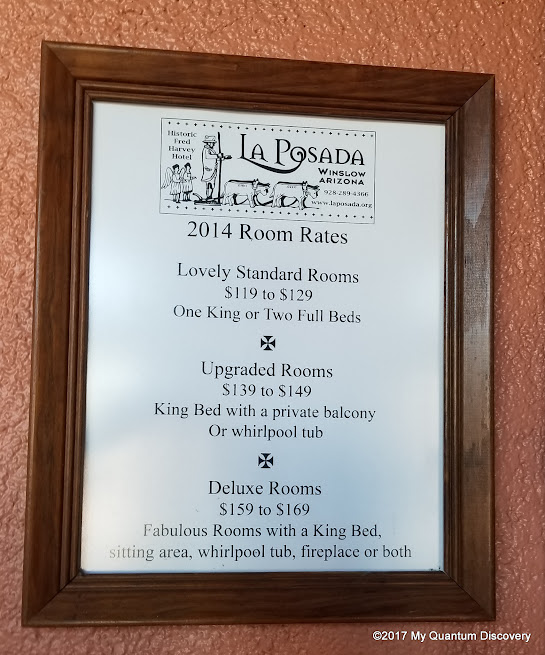 Historic
Fred
Harvey
Hotel
LA POSADA
WINSLOW
ARIZONA
928-289-4366
www.laposada.org
2014 Room Rates
Lovely Standard Rooms
$119 to $129
One King or Two Full Beds
Upgraded Rooms
$139 to $149
King Bed with a private balcony
Or whirlpool tub
Deluxe Rooms
$159 to $169
Fabulous Rooms with a King Bed,
sitting area, whirlpool tub, fireplace or both
©2017 My Quantum Discovery